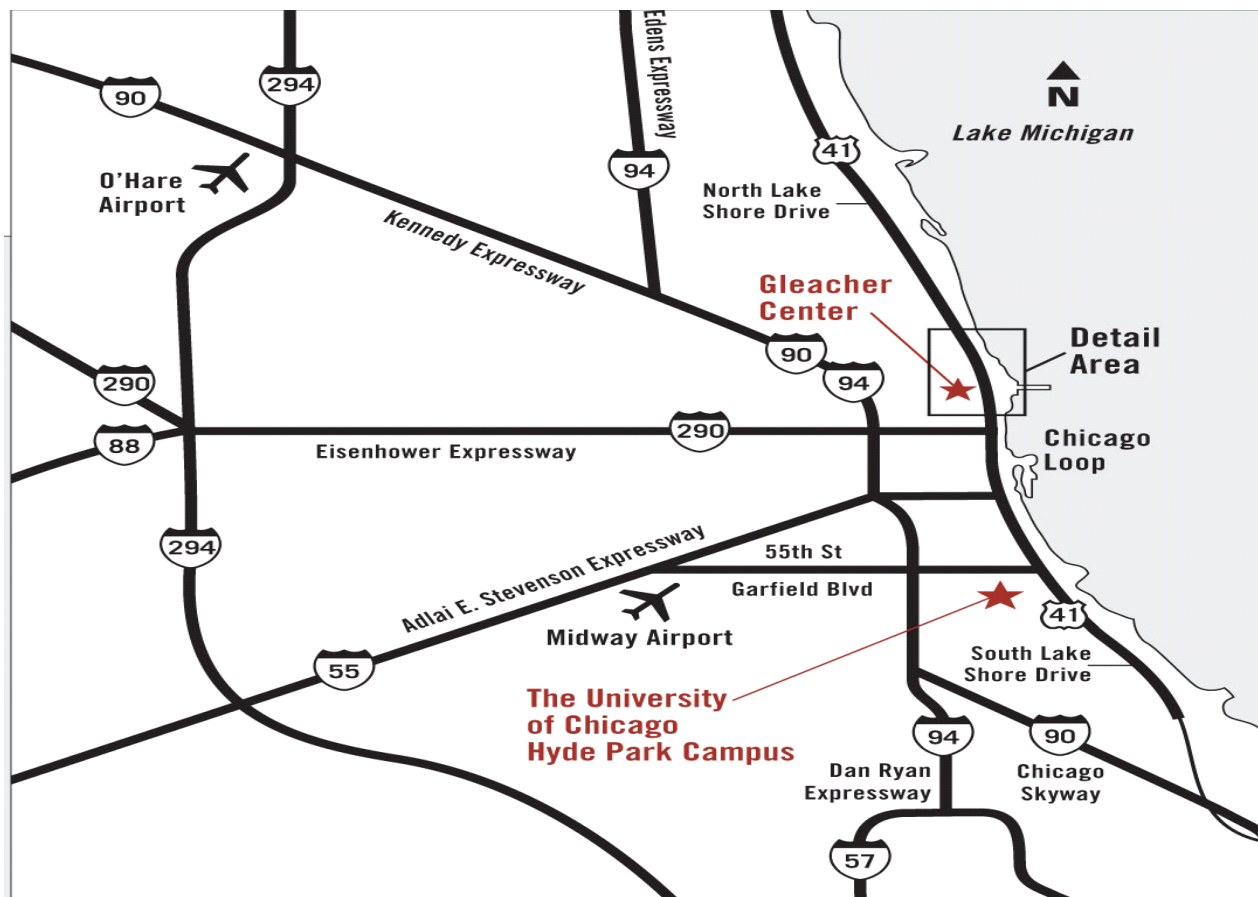 Edens Expressway
294
90
N
Lake Michigan
41
O'Hare
Airport
94
North Lake
Shore Drive
Kennedy Expressway
Gleacher
Center
Detail
Area
90
94
290
88
290
Eisenhower Expressway
Chicago
Loop
294
Adlai E. Stevenson Expressway
55th St
Garfield Blvd
41
Midway Airport
55
South Lake
Shore Drive
The University
of Chicago
Hyde Park Campus
94
90
Dan Ryan
Expressway
Chicago
Skyway
57